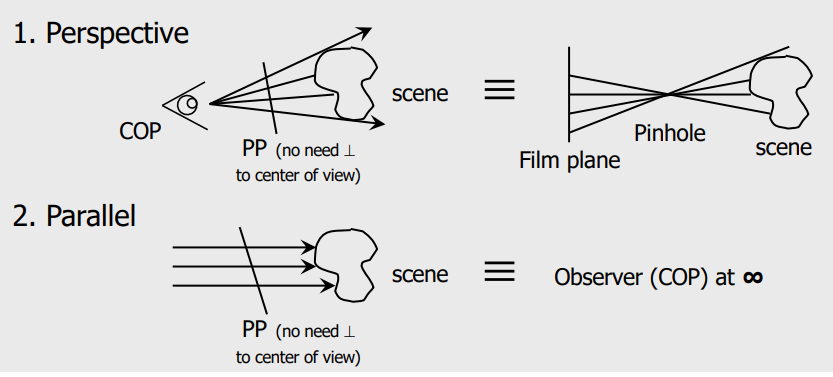 1. Perspective
COP
PP (no need ⊥
to center of view)
scene
≡
Film plane
Pinhole
scene
2. Parallel
PP (no need ⊥
to center of view)
scene
≡
Observer (COP) at ∞